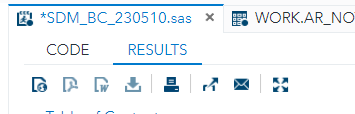 *SDM_BC_230510.sas × WORK.AR_NO
CODE RESULTS